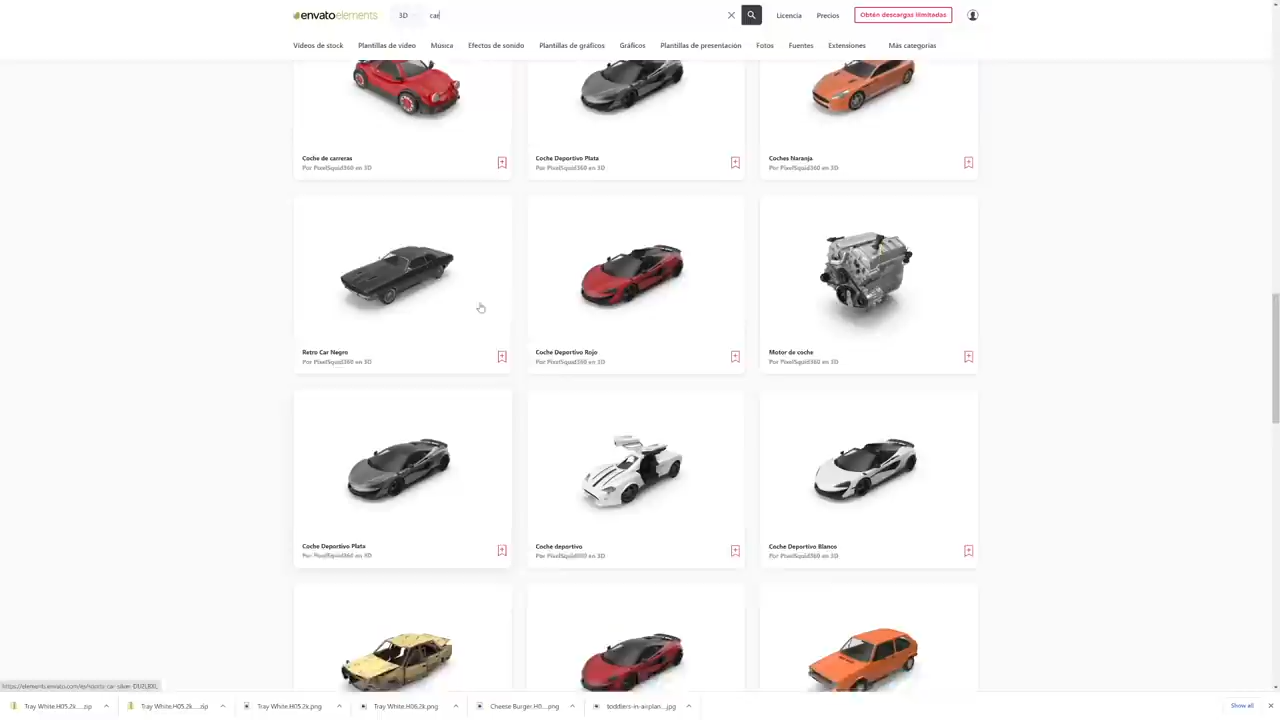 envatoelements
3D
car
Licencia
Precios
Obtén descargas ilimitadas
Vídeos de stock
Plantillas de vídeo
Música
Efectos de sonido
Plantillas de gráficos
Gráficos
Plantillas de presentación
Fotos
Fuentes
Extensiones
Más categorías
Coche de carreras
Por PixelSquid360 en 3D
Coche Deportivo Plata
Por PixelSquid360 en 3D
Coches Naranja
Por PixelSquid360 en 3D
Retro Car Negro
Por PixelSquid360 en 3D
Coche Deportivo Rojo
Por PixelSquid360 en 3D
Motor de coche
Por PixelSquid360 en 3D
Coche Deportivo Plata
Por PixelSquid360 en 3D
Coche deportivo
Por PixelSquid360 en 3D
Coche Deportivo Blanco
Por PixelSquid360 en 3D
Tray White.H05.2k....zip
Tray White.H05.2k....zip
Tray White.H05.2k.png
Tray White.H06.2k.png
Cheese Burger.H0....png
toddlers-in-a-plan....jpg
Show all